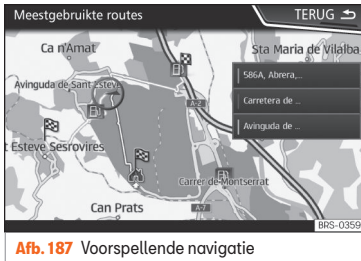 Meestgebruikte routes
TERUG
Ca n'Amat
Sta Maria de Vilalba
586A, Abrera,...
Avinguda de Sant Esteve
A-2
Carretera de ...
Avinguda de ...
t Esteve Sesrovires
Carrer de Montserrat
Can Prats
A-7
BRS-0359
Afb. 187 Voorspellende navigatie